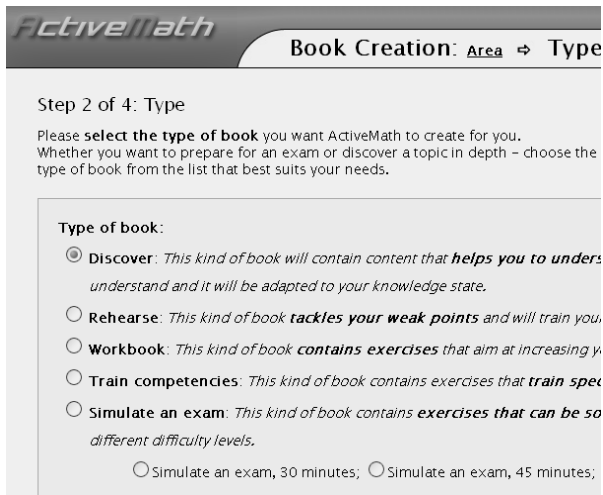 ActiveMath
Book Creation: Area ⇨ Type
Step 2 of 4: Type
Please select the type of book you want ActiveMath to create for you.
Whether you want to prepare for an exam or discover a topic in depth – choose the
type of book from the list that best suits your needs.
Type of book:
Discover: This kind of book will contain content that helps you to unders
understand and it will be adapted to your knowledge state.
Rehearse: This kind of book tackles your weak points and will train your
Workbook: This kind of book contains exercises that aim at increasing y
Train competencies: This kind of book contains exercises that train spec
Simulate an exam: This kind of book contains exercises that can be so
different difficulty levels.
Simulate an exam, 30 minutes; Simulate an exam, 45 minutes;